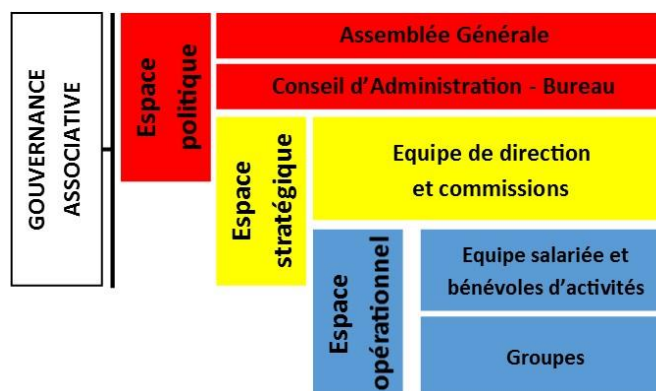 GOUVERNANCE
ASSOCIATIVE
Espace
politique
Assemblée Générale
Conseil d'Administration - Bureau
Espace
stratégique
Equipe de direction
et commissions
Espace
opérationnel
Equipe salariée et
bénévoles d'activités
Groupes